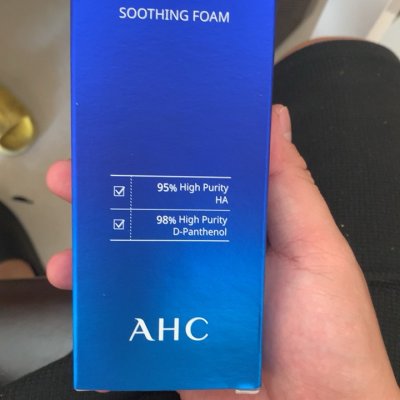 SOOTHING FOAM
95% High Purity
HA
98% High Purity
D-Panthenol
AHC